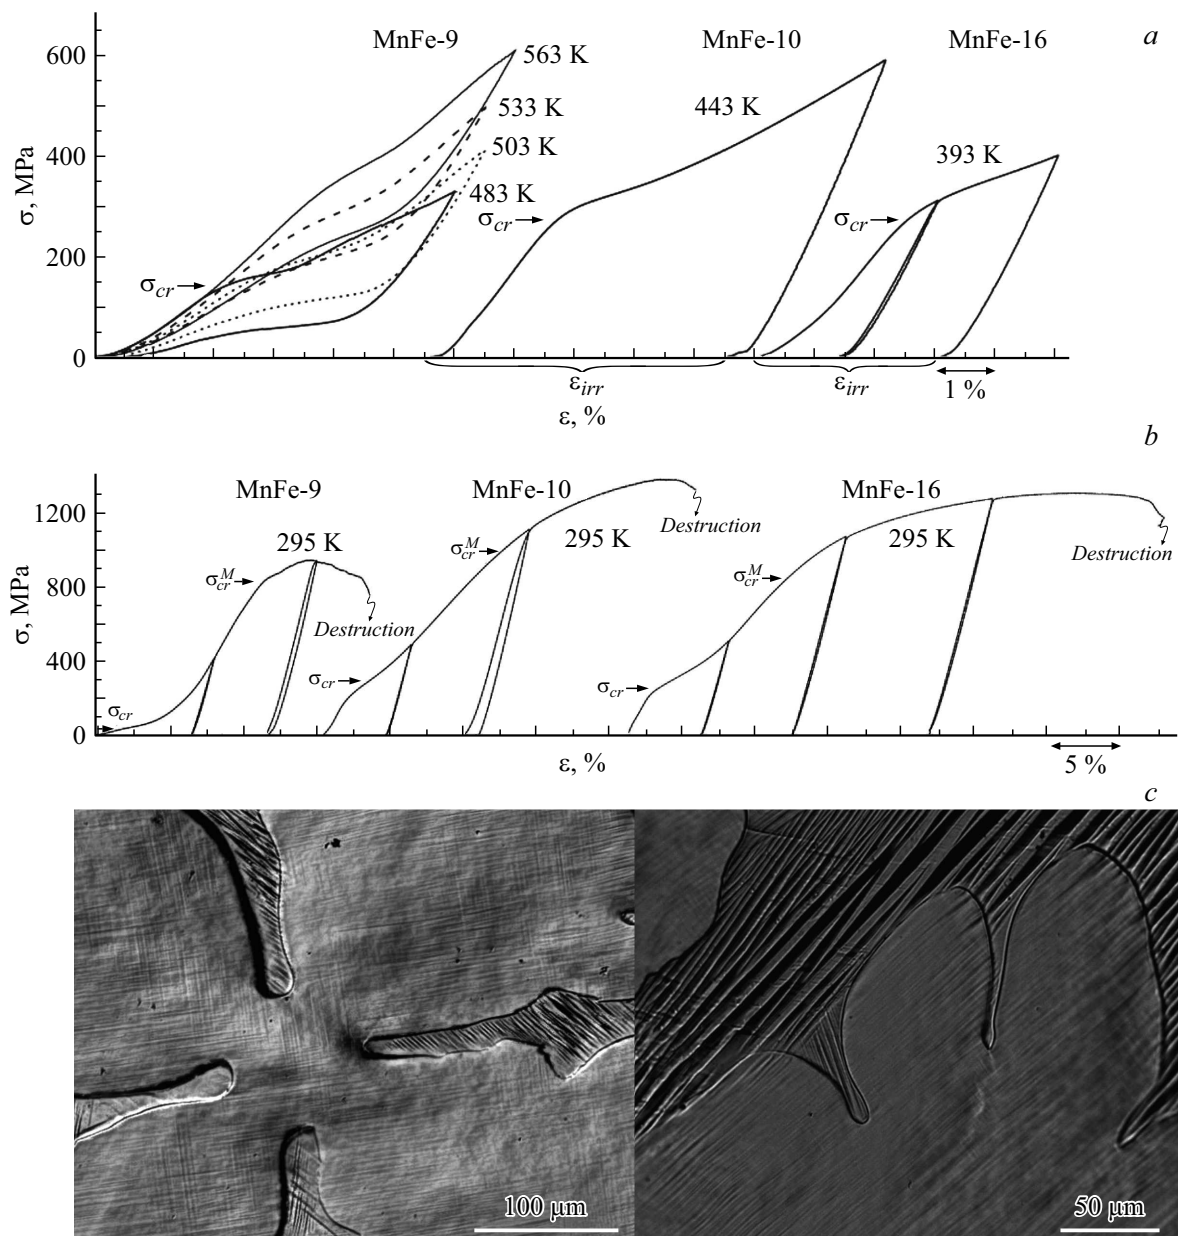 a
MnFe-9 MnFe-10 MnFe-16
σ, MPa
600
400
200
0
563 K
533 K
503 K
483 K
443 K
393 K
σcr
σcr
σcr
εirr εirr
1 %
ε, %
b
MnFe-9 MnFe-10 MnFe-16
σ, MPa
1200
800
400
0
295 K 295 K 295 K
σcrM σcrM σcrM
σcr σcr σcr
Destruction Destruction Destruction
5 %
ε, %
c
100 µm 50 µm